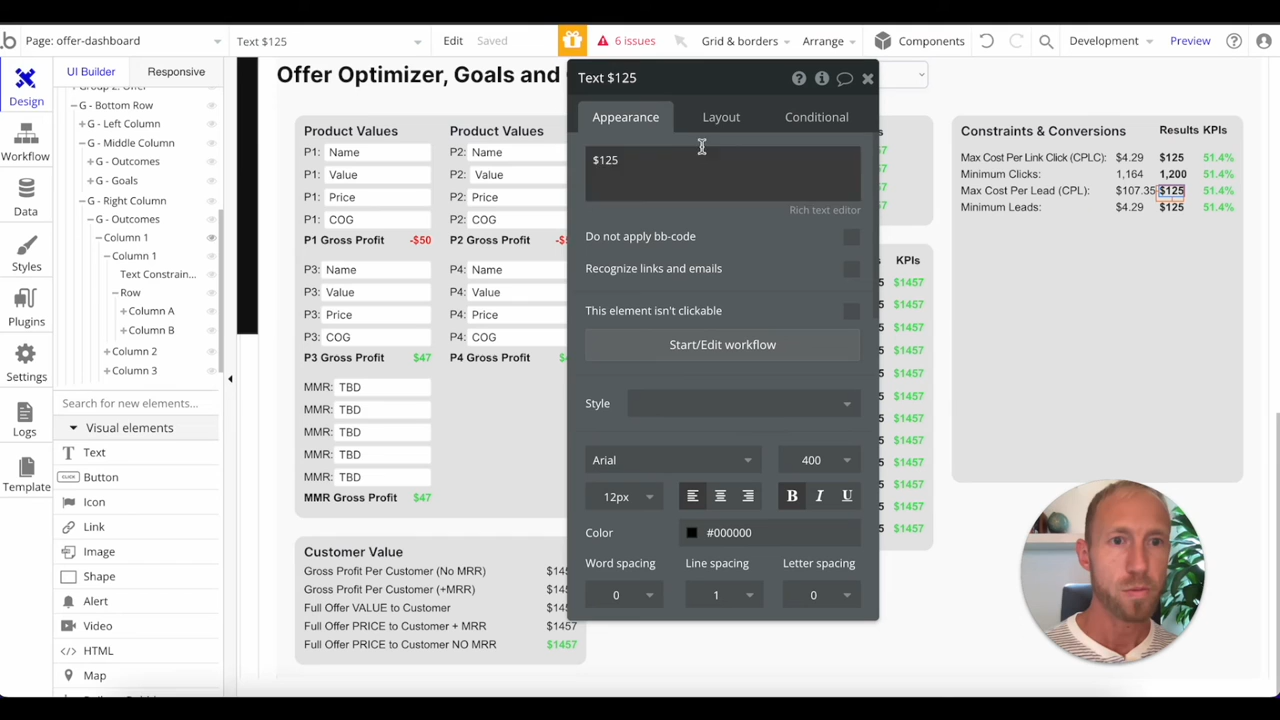 Page: offer-dashboard
Text $125
Edit
Saved
6 issues
Grid & borders
Arrange
Components
Development
Preview
Design
Workflow
Data
Styles
Plugins
Settings
Logs
Template
UI Builder
Responsive
G - Bottom Row
G - Left Column
G - Middle Column
G - Outcomes
G - Goals
G - Right Column
G - Outcomes
Column 1
Column 1
Text Constrain...
Row
Column A
Column B
Column 2
Column 3
Search for new elements...
Visual elements
Text
Button
CLICK
Icon
Link
Image
Shape
Alert
Video
</> HTML
Map
Offer Optimizer, Goals and
Product Values
P1: Name
P1: Value
P1: Price
P1: COG
P1 Gross Profit -$50
P3: Name
P3: Value
P3: Price
P3: COG
P3 Gross Profit $47
MMR: TBD
MMR: TBD
MMR: TBD
MMR: TBD
MMR: TBD
MMR Gross Profit $47
Product Values
P2: Name
P2: Value
P2: Price
P2: COG
P2 Gross Profit
P4: Name
P4: Value
P4: Price
P4: COG
P4 Gross Profit
Customer Value
Gross Profit Per Customer (No MRR)
Gross Profit Per Customer (+MRR)
Full Offer VALUE to Customer
Full Offer PRICE to Customer + MRR $1457
Full Offer PRICE to Customer NO MRR $1457
Text $125
Appearance
Layout
Conditional
$125
Rich text editor
Do not apply bb-code
Recognize links and emails
This element isn't clickable
Start/Edit workflow
Style
Arial
400
12px
B
I
U
Color
#000000
Word spacing
Line spacing
Letter spacing
0
1
0
KPIs
$1457
$1457
$1457
$1457
$1457
$1457
$1457
$1457
$1457
$1457
$1457
$1457
Constraints & Conversions Results KPIs
Max Cost Per Link Click (CPLC): $4.29 $125 51.4%
Minimum Clicks: 1,164 1,200 51.4%
Max Cost Per Lead (CPL): $107.35 $125 51.4%
Minimum Leads: $4.29 $125 51.4%